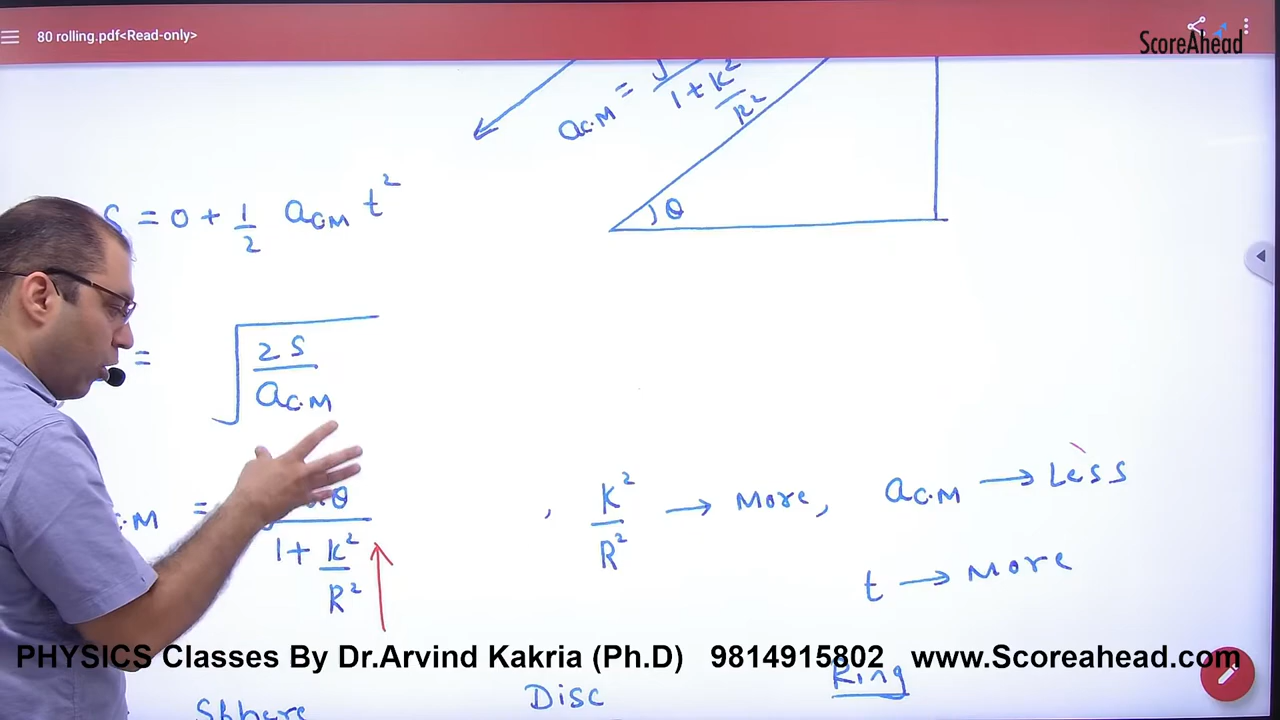 80 rolling.pdf<Read-only>
ScoreAhead
a_C.M = / 1 + K²/R²
θ
S = 0 + 1/2 a_CM t²
= √(2S/a_C.M)
C.M = θ / 1 + K²/R² , K²/R² → More, a_C.M → Less
t → More
PHYSICS Classes By Dr.Arvind Kakria (Ph.D) 9814915802 www.Scoreahead.com
Sphere Disc Ring